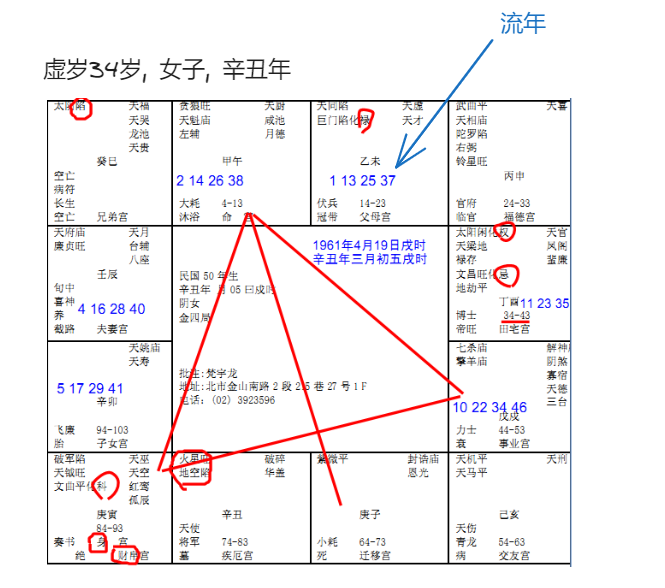 流年
虚岁34岁，女子，辛丑年
太阴陷 天福
天哭
龙池
天贵
癸巳
空亡
病符
长生
空亡 兄弟宫
贪狼旺 天厨
天魁庙 咸池
左辅 月德
甲午
2 14 26 38
大耗 4-13
沐浴 命 宫
天同陷 天虚
巨门陷化禄 天才
乙未
1 13 25 37
伏兵 14-23
冠带 父母宫
武曲平 天喜
天相庙
陀罗陷
右弼
铃星旺
丙申
官府 24-33
临官 福德宫
天府庙 天月
廉贞旺 台辅
八座
壬辰
旬中
喜神
养
4 16 28 40
截路 夫妻宫
1961年4月19日戌时
辛丑年三月初五戌时
民国 50 年生
辛丑年 月 05 日戌时
阴女
金四局
批注:梵宇龙
地址:北市金山南路 2 段 215 巷 27 号 1F
电话: (02) 3923596
太阳闲化权 天官
天梁地 凤阁
禄存 蜚廉
文昌旺化忌
地劫平
丁酉 11 23 35
博士 34-43
帝旺 田宅宫
天姚庙
天寿
5 17 29 41
辛卯
飞廉 94-103
胎 子女宫
七杀庙 解神
擎羊庙 阴煞
寡宿
天德
三台
10 22 34 46
戊戌
力士 44-53
衰 事业宫
破军陷 天巫
天钺旺 天空
文曲平化科 红鸾
孤辰
庚寅
84-93
奏书 身 宫
绝 财帛宫
火星旺 破碎
地空陷 华盖
辛丑
天使
将军 74-83
墓 疾厄宫
紫微平 封诰庙
恩光
庚子
小耗 64-73
死 迁移宫
天机平 天刑
天马平
己亥
天伤
青龙 54-63
病 交友宫